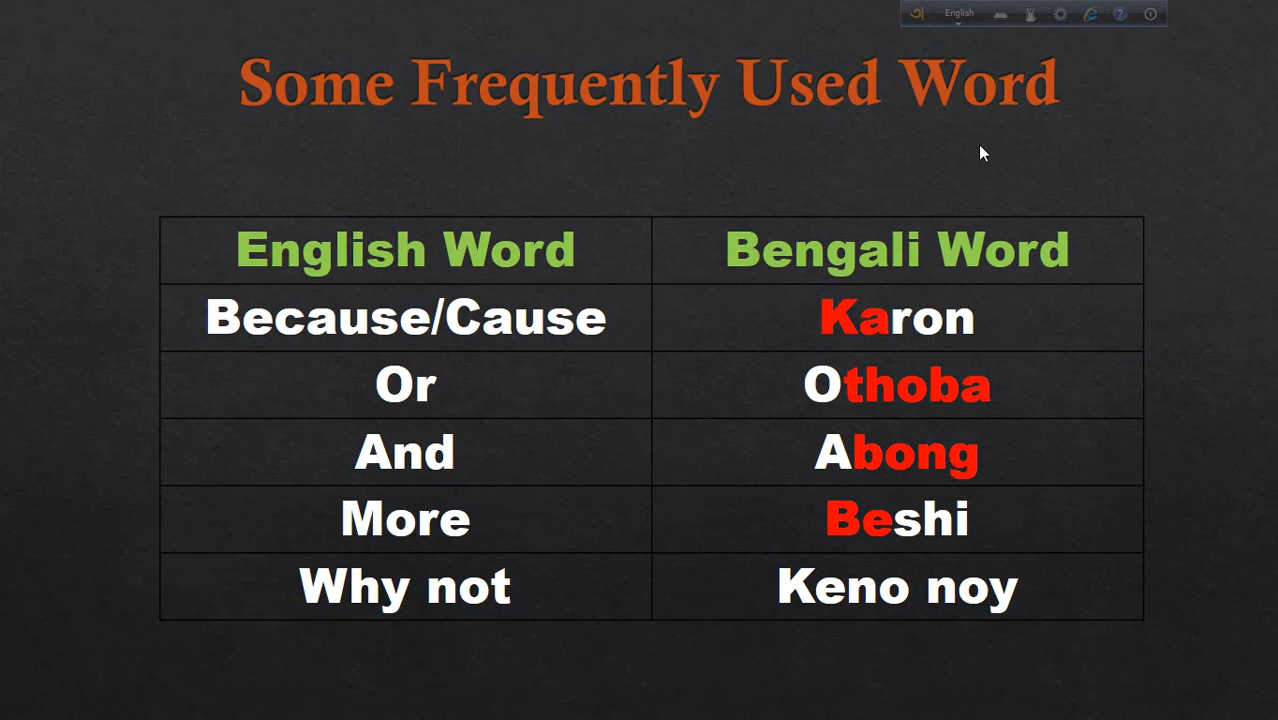 অ English
Some Frequently Used Word
English Word Bengali Word
Because/Cause Karon
Or Othoba
And Abong
More Beshi
Why not Keno noy